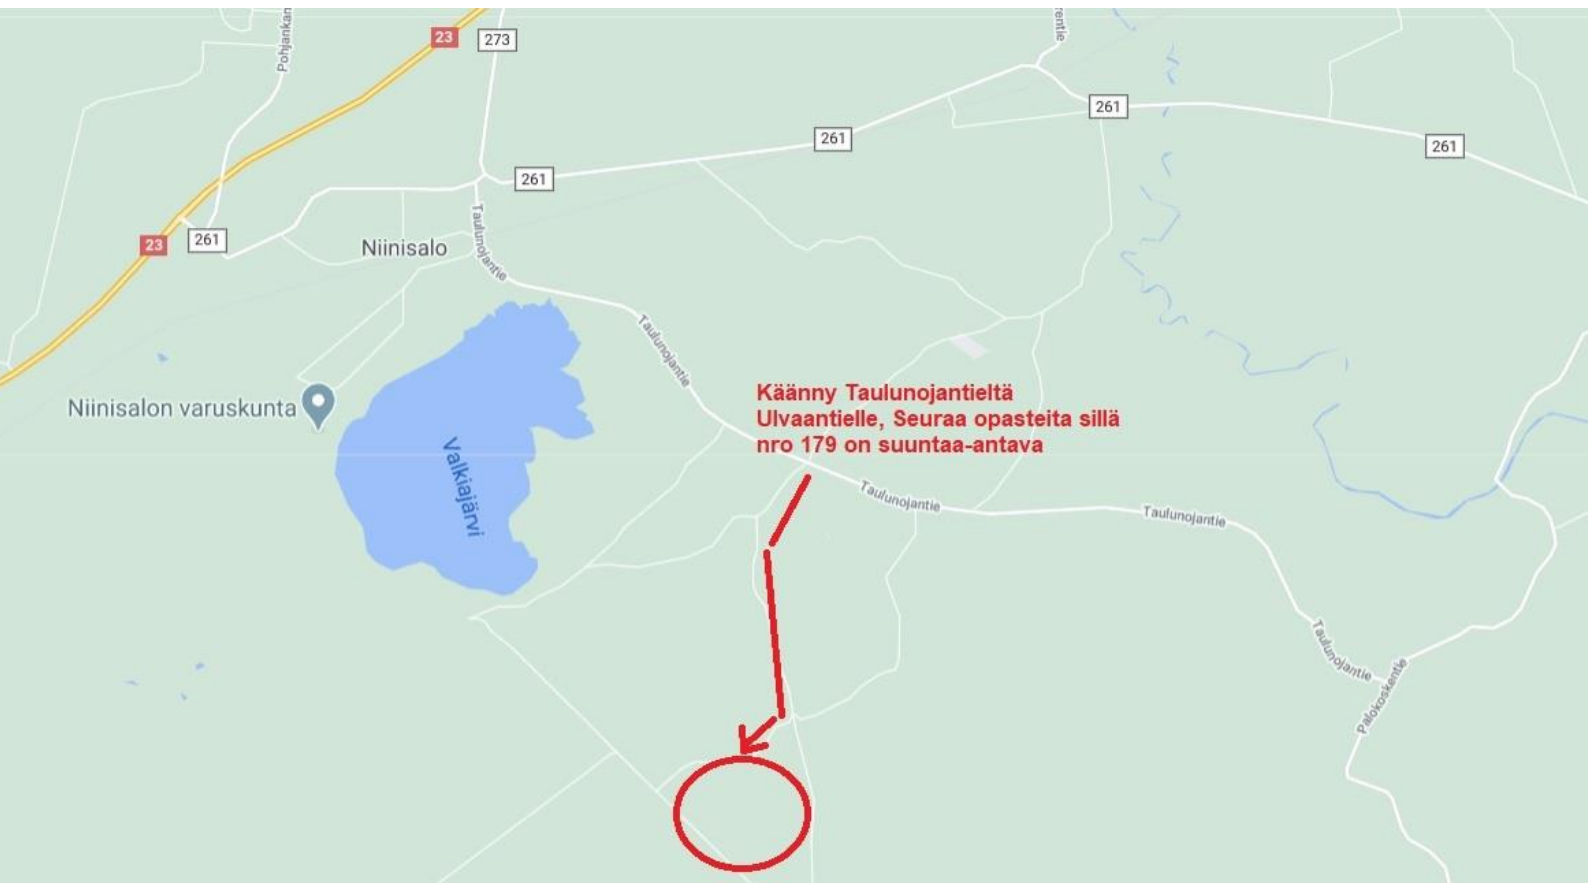 Pohjankan
23
273
rentie
261
261
261
261
Taulunojantie
23
261
Niinisalo
Taulunojantie
Käänny Taulunojantieltä
Ulvaantielle, Seuraa opasteita sillä
nro 179 on suuntaa-antava
Niinisalon varuskunta
Valkiajärvi
Taulunojantie
Taulunojantie
Taulunojantie
Palokoskentie